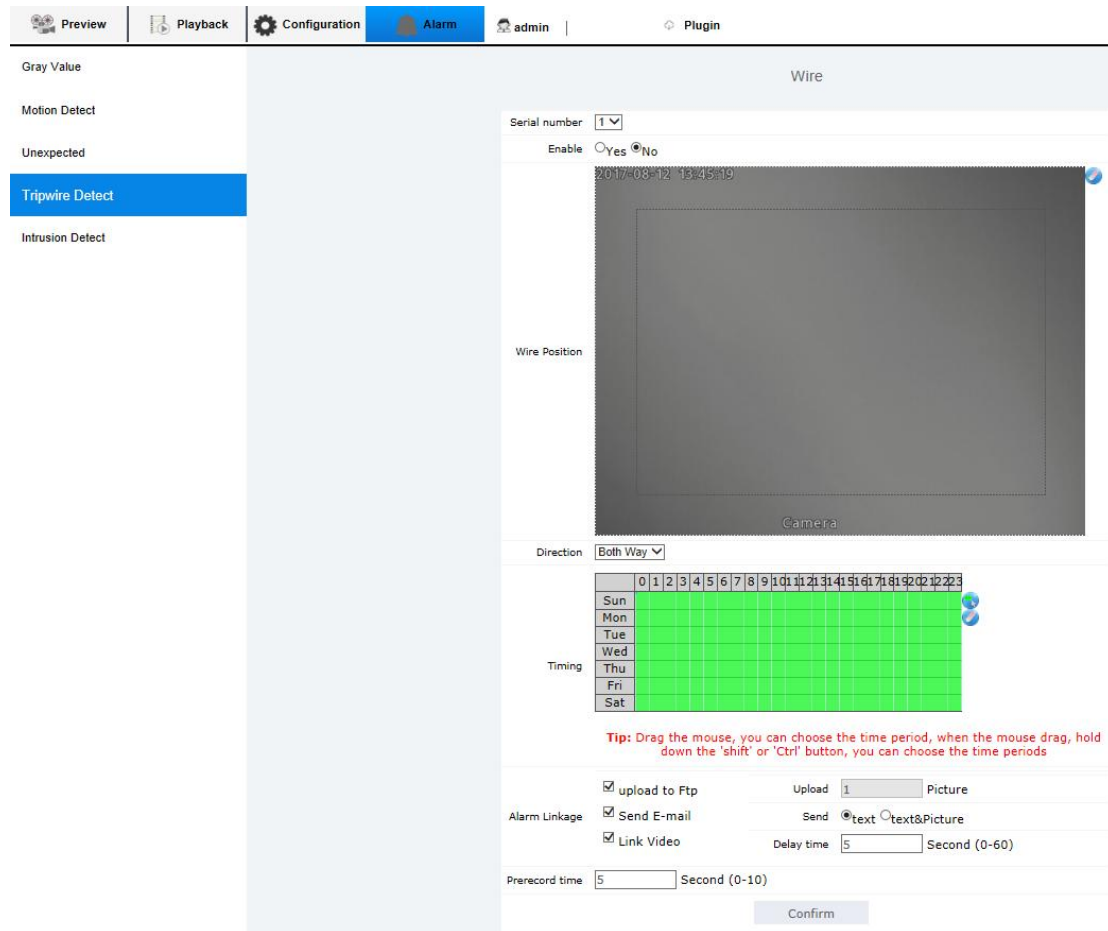 Preview Playback Configuration Alarm admin | Plugin
Gray Value
Motion Detect
Unexpected
Tripwire Detect
Intrusion Detect
Wire
Serial number 1
Enable Yes No
2017-08-12 13:45:19
Wire Position
Camera
Direction Both Way
0 1 2 3 4 5 6 7 8 9 10 11 12 13 14 15 16 17 18 19 20 21 22 23
Sun
Mon
Tue
Wed
Timing
Thu
Fri
Sat
Tip: Drag the mouse, you can choose the time period, when the mouse drag, hold
down the 'shift' or 'Ctrl' button, you can choose the time periods
Alarm Linkage
upload to Ftp Upload 1 Picture
Send E-mail Send text text&Picture
Link Video Delay time 5 Second (0-60)
Prerecord time 5 Second (0-10)
Confirm